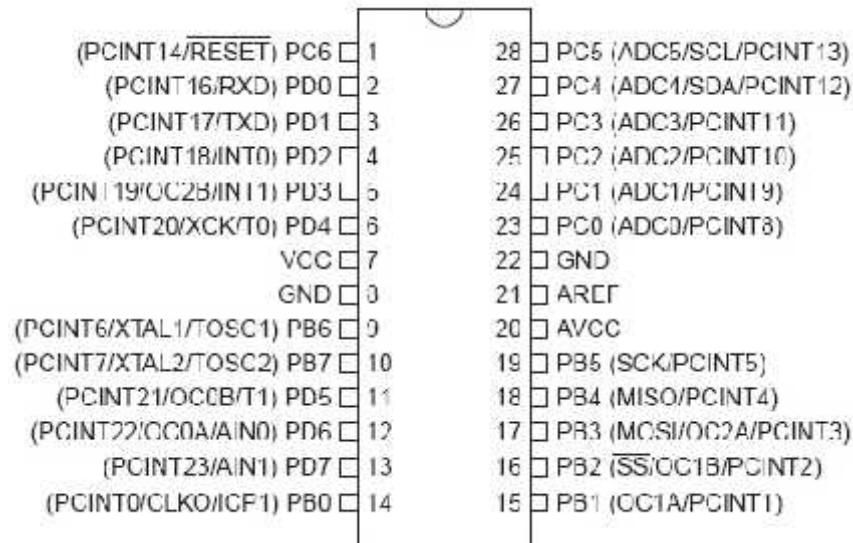 (PCINT14/RESET) PC6 1 28 PC5 (ADC5/SCL/PCINT13)
(PCINT16/RXD) PD0 2 27 PC4 (ADC4/SDA/PCINT12)
(PCINT17/TXD) PD1 3 26 PC3 (ADC3/PCINT11)
(PCINT18/INT0) PD2 4 25 PC2 (ADC2/PCINT10)
(PCINT19/OC2B/INT1) PD3 5 24 PC1 (ADC1/PCINT9)
(PCINT20/XCK/T0) PD4 6 23 PC0 (ADC0/PCINT8)
VCC 7 22 GND
GND 8 21 AREF
(PCINT6/XTAL1/TOSC1) PB6 9 20 AVCC
(PCINT7/XTAL2/TOSC2) PB7 10 19 PB5 (SCK/PCINT5)
(PCINT21/OC0B/T1) PD5 11 18 PB4 (MISO/PCINT4)
(PCINT22/OC0A/AIN0) PD6 12 17 PB3 (MOSI/OC2A/PCINT3)
(PCINT23/AIN1) PD7 13 16 PB2 (SS/OC1B/PCINT2)
(PCINT0/CLKO/ICP1) PB0 14 15 PB1 (OC1A/PCINT1)